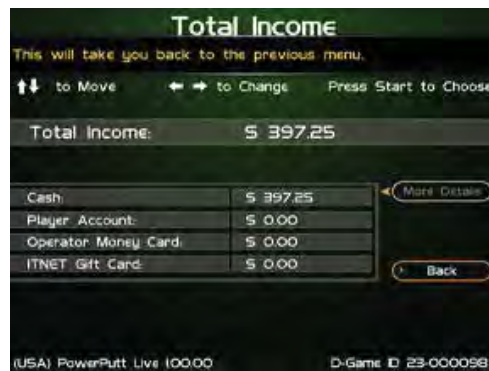 Total Income
This will take you back to the previous menu.
to Move to Change Press Start to Choose
Total Income: $ 397.25
Cash: $ 397.25
More Details
Player Account: $ 0.00
Operator Money Card: $ 0.00
ITNET Gift Card: $ 0.00
Back
(USA) PowerPutt Live 1.00.00 D-Game ID 23-000098